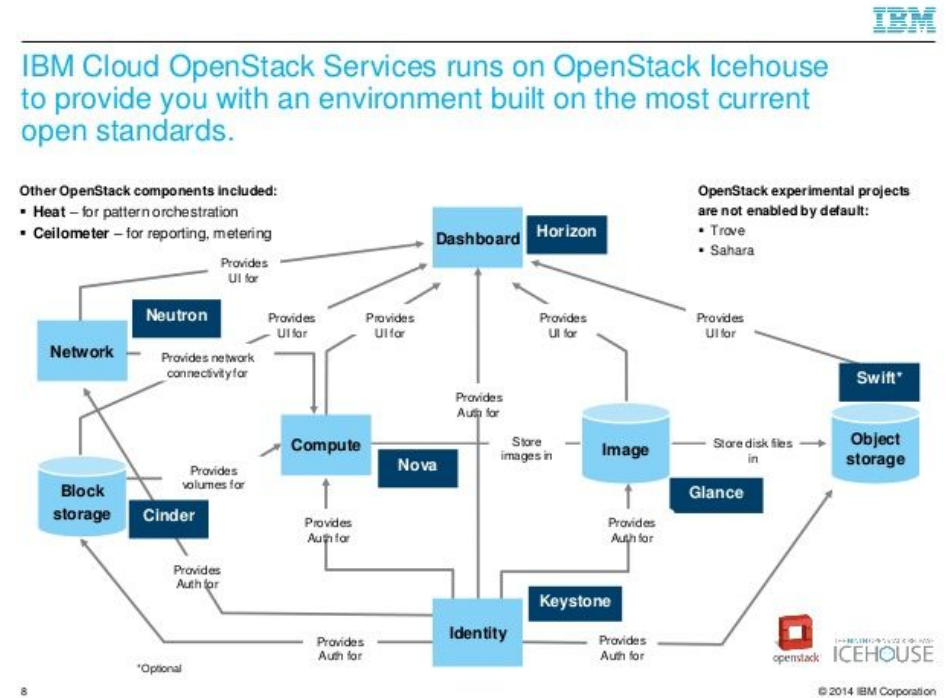 IBM
IBM Cloud OpenStack Services runs on OpenStack Icehouse
to provide you with an environment built on the most current
open standards.
Other OpenStack components included:
▪ Heat – for pattern orchestration
▪ Ceilometer – for reporting, metering
OpenStack experimental projects
are not enabled by default:
▪ Trove
▪ Sahara
Dashboard
Horizon
Provides
UI for
Neutron
Network
Provides
UI for
Provides
UI for
Provides
UI for
Provides
UI for
Provides network
connectivity for
Swift*
Provides
Auth for
Compute
Nova
Store
images in
Image
Glance
Store disk files
in
Object
storage
Block
storage
Cinder
Provides
volumes for
Provides
Auth for
Provides
Auth for
Provides
Auth for
Keystone
Identity
Provides
Auth for
Provides
Auth for
*Optional
openstack
THE NINTH OPENSTACK RELEASE
ICEHOUSE
8
© 2014 IBM Corporation